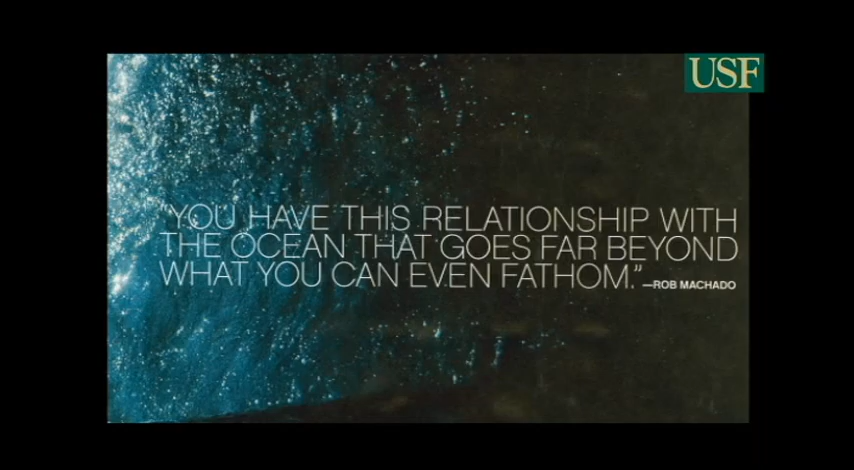 USF
"YOU HAVE THIS RELATIONSHIP WITH
THE OCEAN THAT GOES FAR BEYOND
WHAT YOU CAN EVEN FATHOM." —ROB MACHADO